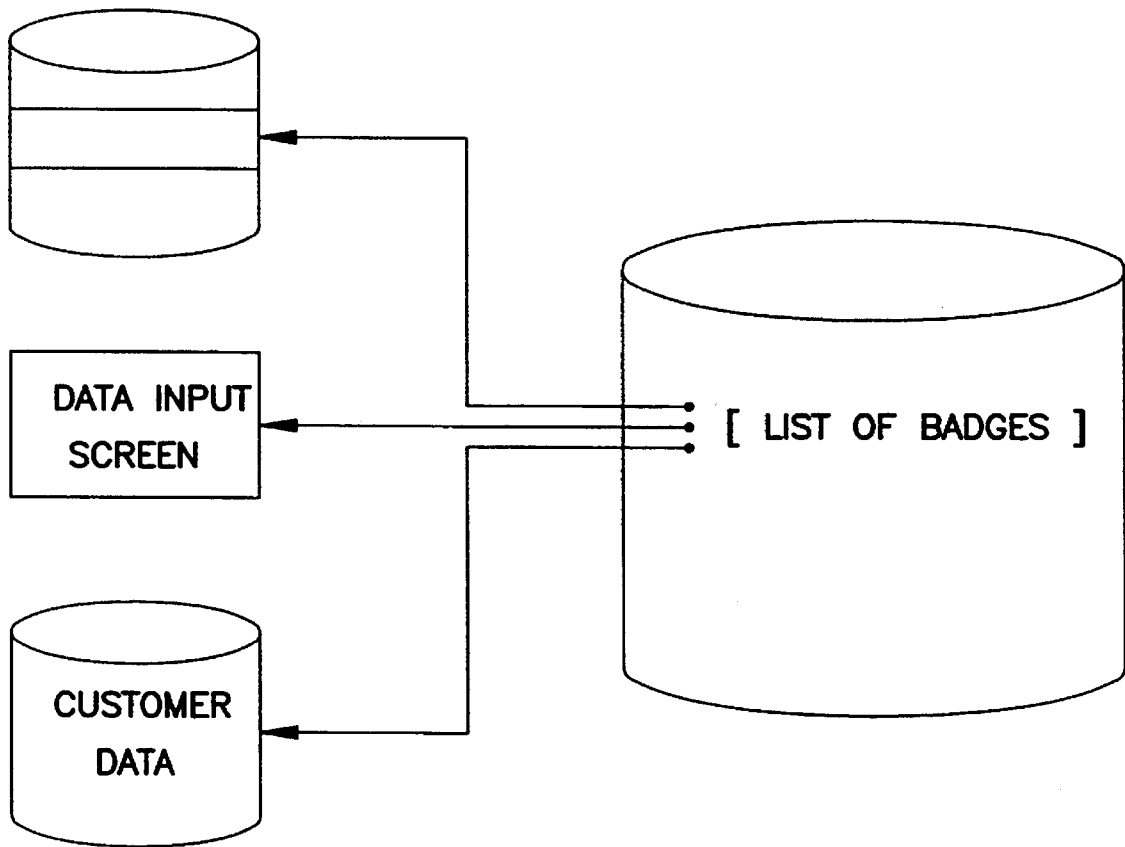 DATA INPUT
SCREEN
[ LIST OF BADGES ]
CUSTOMER
DATA